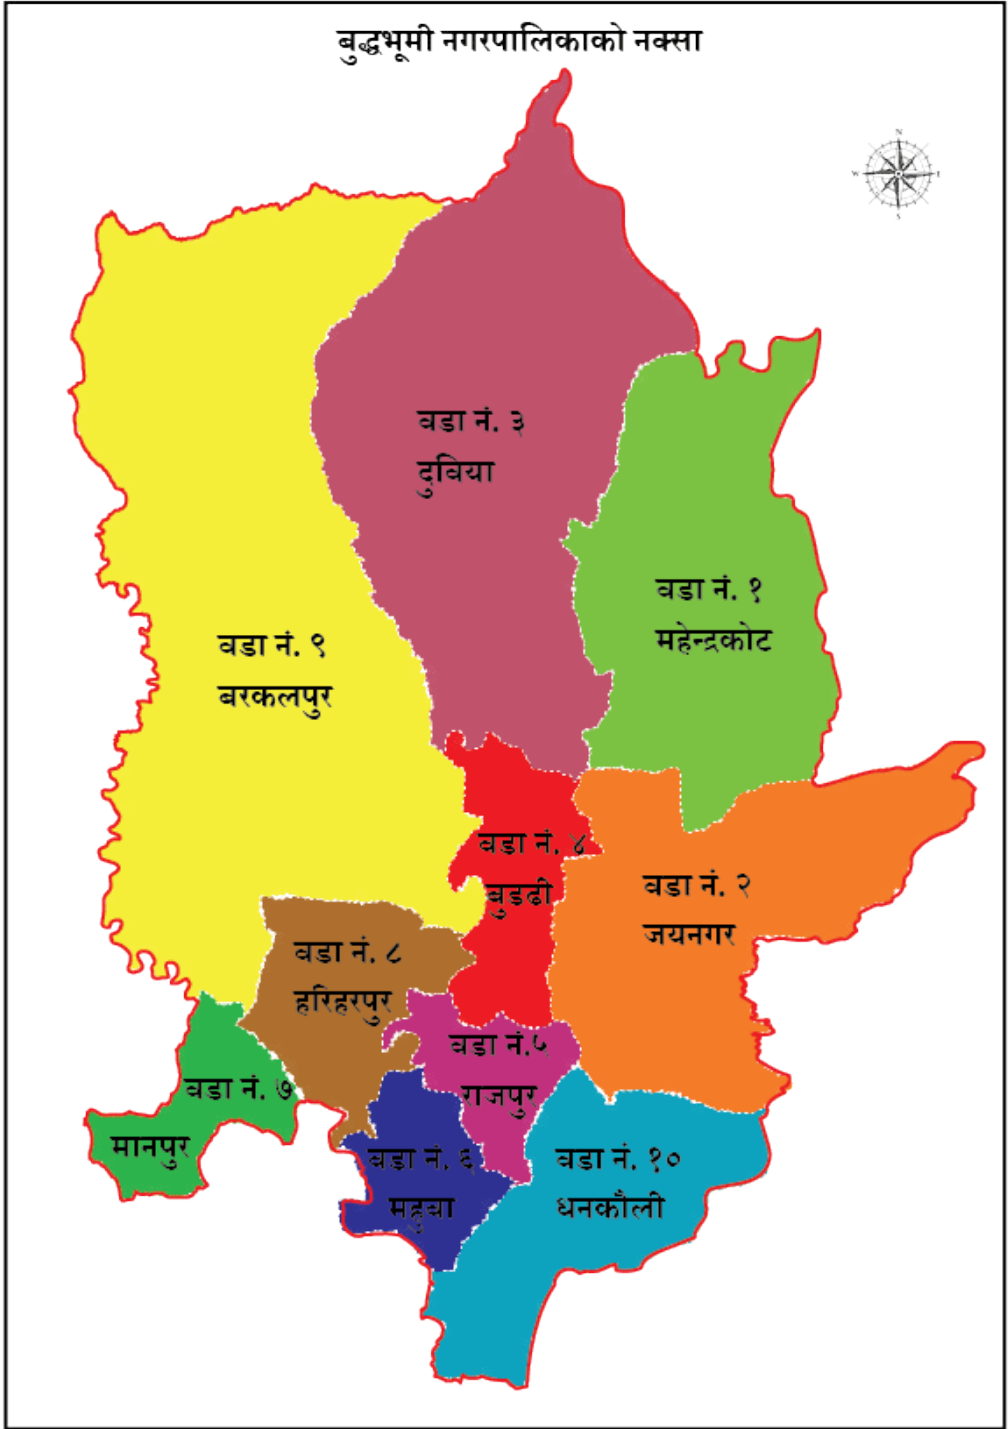 बुद्धभूमी नगरपालिकाको नक्सा
N
W
E
S
वडा नं. ३
दुबिया
वडा नं. १
महेन्द्रकोट
वडा नं. ९
बरकलपुर
वडा नं. ४
बुडढी
वडा नं. २
जयनगर
वडा नं. ८
हरिहरपुर
वडा नं.५
राजपुर
वडा नं. ७
मानपुर
वडा नं. ६
महुवा
वडा नं. १०
धनकौली